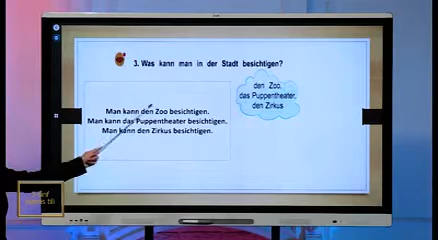 3. Was kann man in der Stadt besichtigen?
den Zoo,
das Puppentheater,
den Zirkus
Man kann den Zoo besichtigen.
Man kann das Puppentheater besichtigen.
Man kann den Zirkus besichtigen.